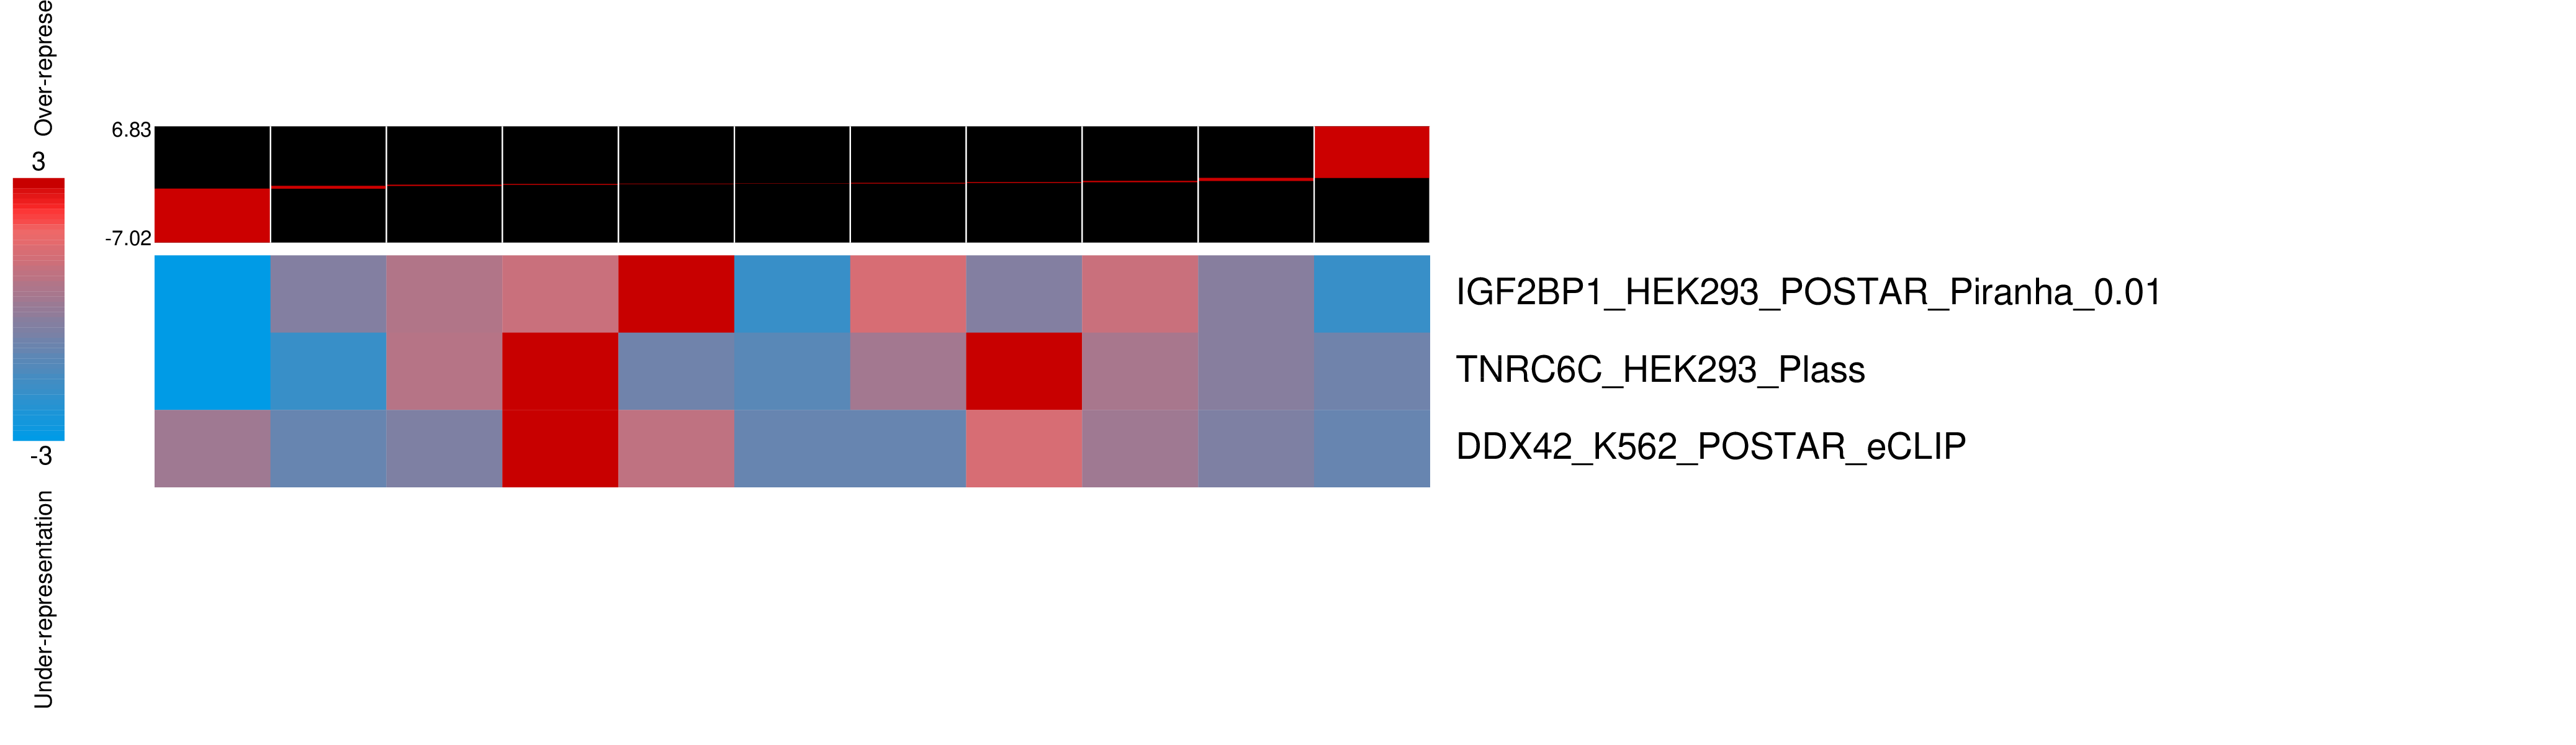 Over-represe
3
-3
Under-representation
6.83
-7.02
IGF2BP1_HEK293_POSTAR_Piranha_0.01
TNRC6C_HEK293_Plass
DDX42_K562_POSTAR_eCLIP